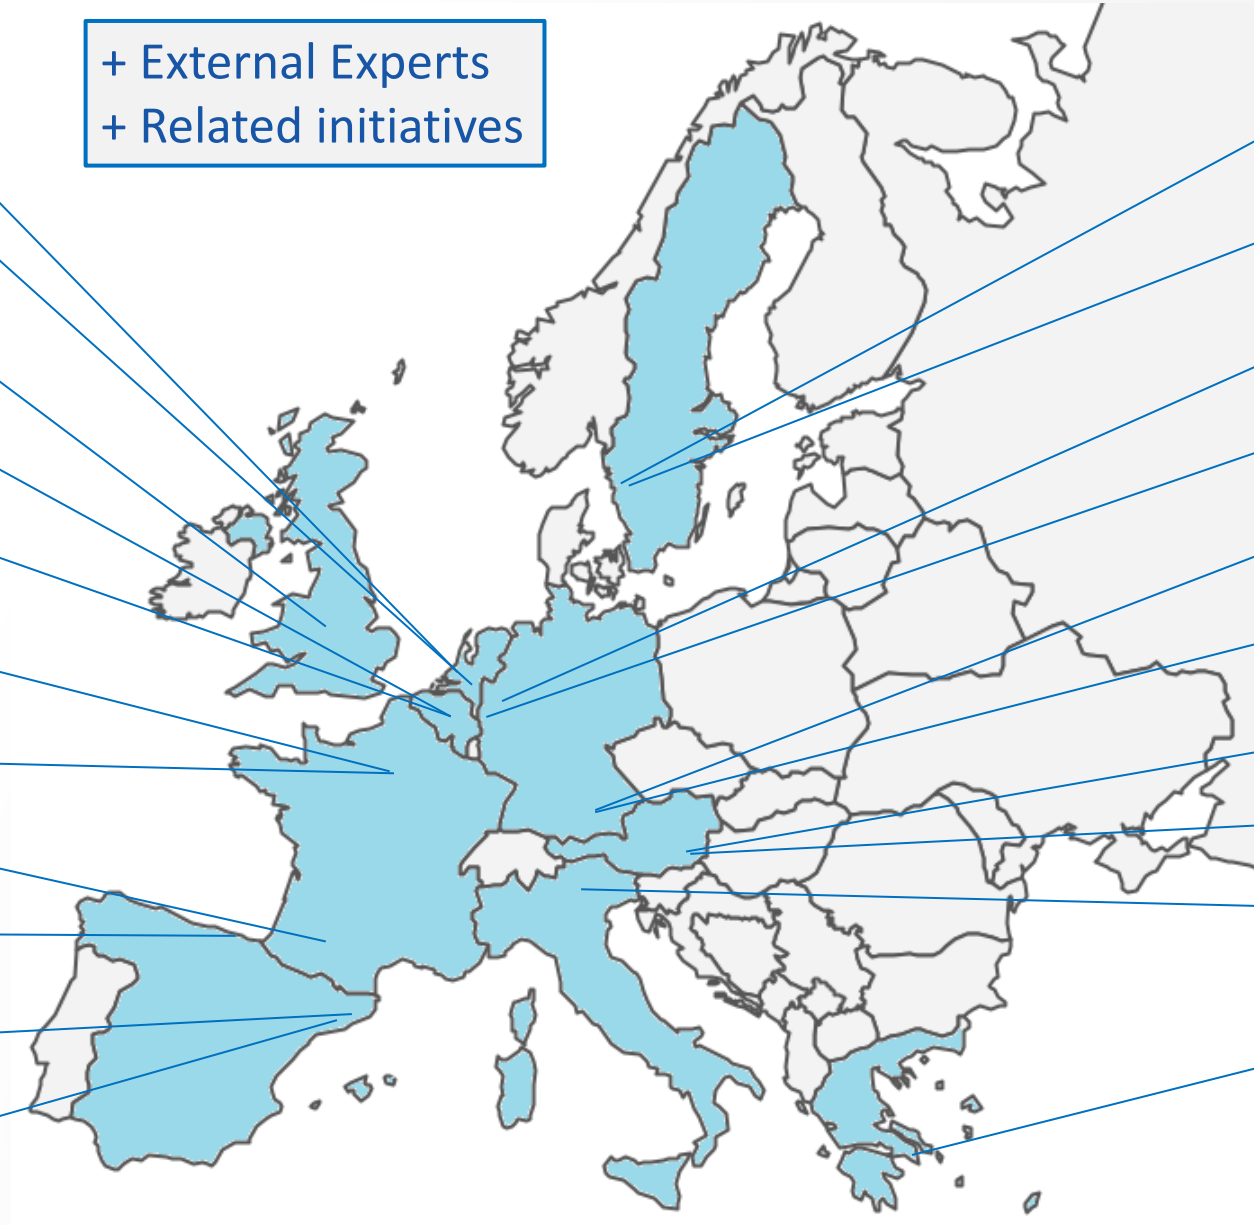 + External Experts
+ Related initiatives